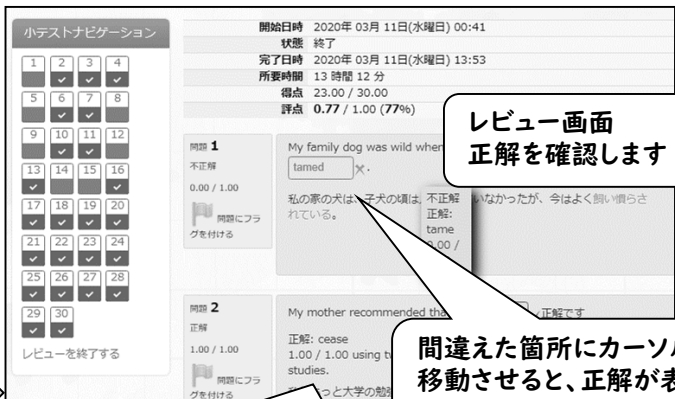 小テストナビゲーション
1 2 3 4
5 6 7 8
9 10 11 12
13 14 15 16
17 18 19 20
21 22 23 24
25 26 27 28
29 30
レビューを終了する
開始日時 2020年 03月 11日(水曜日) 00:41
状態 終了
完了日時 2020年 03月 11日(水曜日) 13:53
所要時間 13 時間 12 分
得点 23.00 / 30.00
評点 0.77 / 1.00 (77%)
レビュー画面
正解を確認します
問題 1
不正解
0.00 / 1.00
問題にフラ
グを付ける
My family dog was wild when
tamed
私の家の犬は、子犬の頃は
いなかったが、今はよく飼い慣らさ
れている。
不正解
正解:
tame
0.00 /
問題 2
正解
1.00 / 1.00
問題にフラ
グを付ける
My mother recommended tha
正解です
正解: cease
1.00 / 1.00 using
studies.
っと大学の勉
間違えた箇所にカーソル
移動させると、正解が表